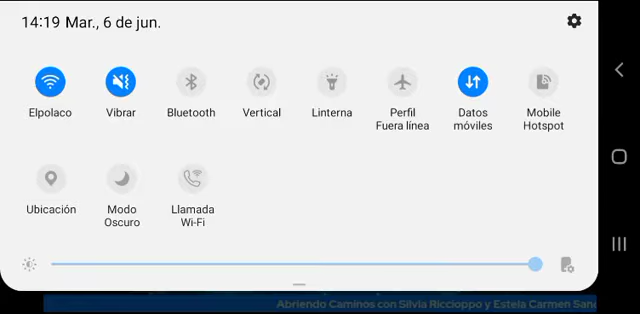 14:19 Mar., 6 de jun.
Elpolaco
Vibrar
Bluetooth
Vertical
Linterna
Perfil
Fuera línea
Datos
móviles
Mobile
Hotspot
Ubicación
Modo
Oscuro
Llamada
Wi-Fi
Abriendo Caminos con Silvia Riccioppo y Estela Carmen Sanc